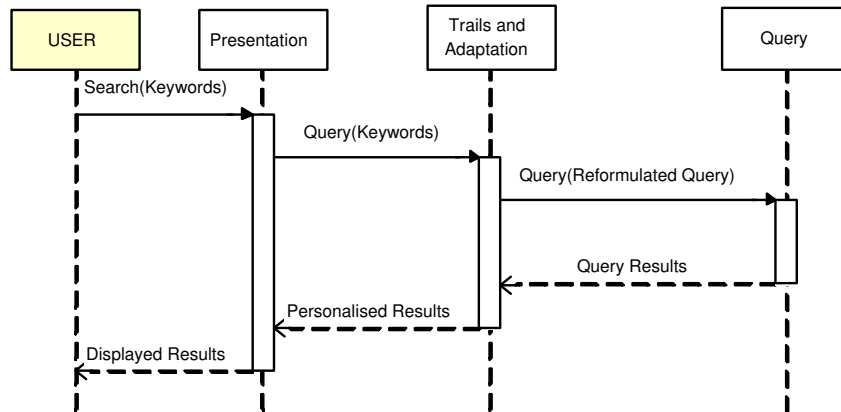 USER
Presentation
Trails and
Adaptation
Query
Search(Keywords)
Query(Keywords)
Query(Reformulated Query)
Query Results
Personalised Results
Displayed Results